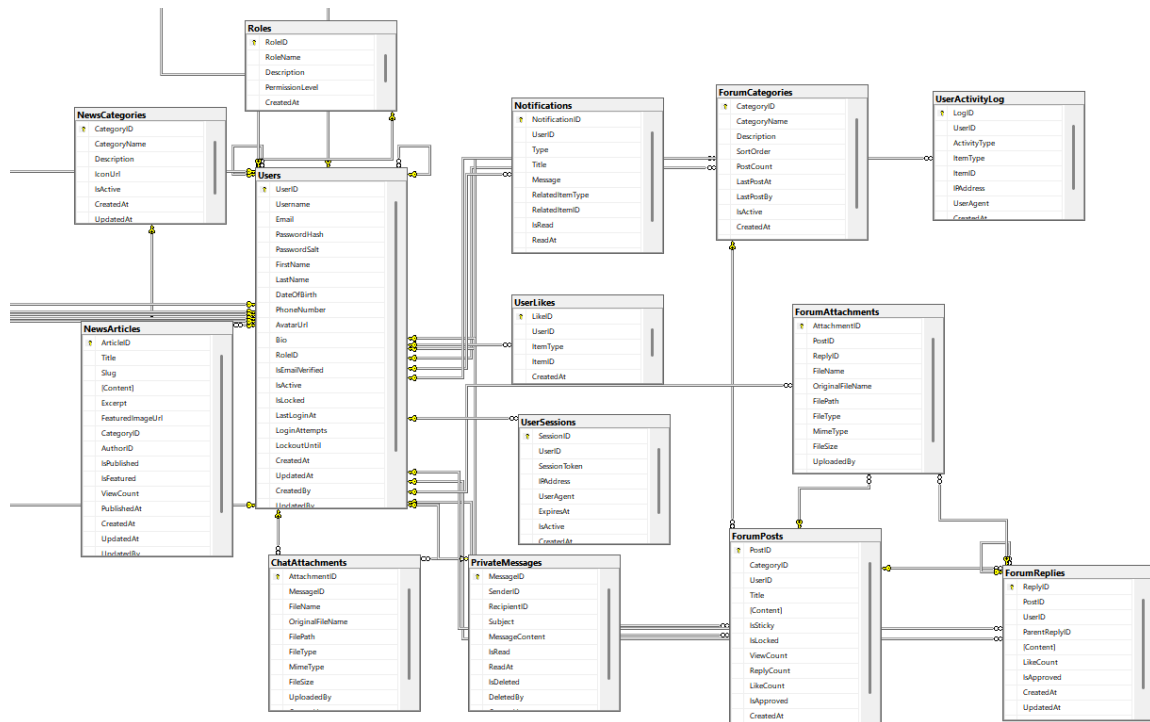 Roles
RoleID
RoleName
Description
PermissionLevel
CreatedAt
NewsCategories
CategoryID
CategoryName
Description
IconUrl
IsActive
CreatedAt
UpdatedAt
Users
UserID
Username
Email
PasswordHash
PasswordSalt
FirstName
LastName
DateOfBirth
PhoneNumber
AvatarUrl
Bio
RoleID
IsEmailVerified
IsActive
IsLocked
LastLoginAt
LoginAttempts
LockoutUntil
CreatedAt
UpdatedAt
CreatedBy
UpdatedBy
Notifications
NotificationID
UserID
Type
Title
Message
RelatedItemType
RelatedItemID
IsRead
ReadAt
ForumCategories
CategoryID
CategoryName
Description
SortOrder
PostCount
LastPostAt
LastPostBy
IsActive
CreatedAt
UserActivityLog
LogID
UserID
ActivityType
ItemType
ItemID
IPAddress
UserAgent
CreatedAt
NewsArticles
ArticleID
Title
Slug
[Content]
Excerpt
FeaturedImageUrl
CategoryID
AuthorID
IsPublished
IsFeatured
ViewCount
PublishedAt
CreatedAt
UpdatedAt
UpdatedBy
UserLikes
LikeID
UserID
ItemType
ItemID
CreatedAt
ForumAttachments
AttachmentID
PostID
ReplyID
FileName
OriginalFileName
FilePath
FileType
MimeType
FileSize
UploadedBy
UserSessions
SessionID
UserID
SessionToken
IPAddress
UserAgent
ExpiresAt
IsActive
CreatedAt
ChatAttachments
AttachmentID
MessageID
FileName
OriginalFileName
FilePath
FileType
MimeType
FileSize
UploadedBy
PrivateMessages
MessageID
SenderID
RecipientID
Subject
MessageContent
IsRead
ReadAt
IsDeleted
DeletedBy
ForumPosts
PostID
CategoryID
UserID
Title
[Content]
IsSticky
IsLocked
ViewCount
ReplyCount
LikeCount
IsApproved
CreatedAt
ForumReplies
ReplyID
PostID
UserID
ParentReplyID
[Content]
LikeCount
IsApproved
CreatedAt
UpdatedAt